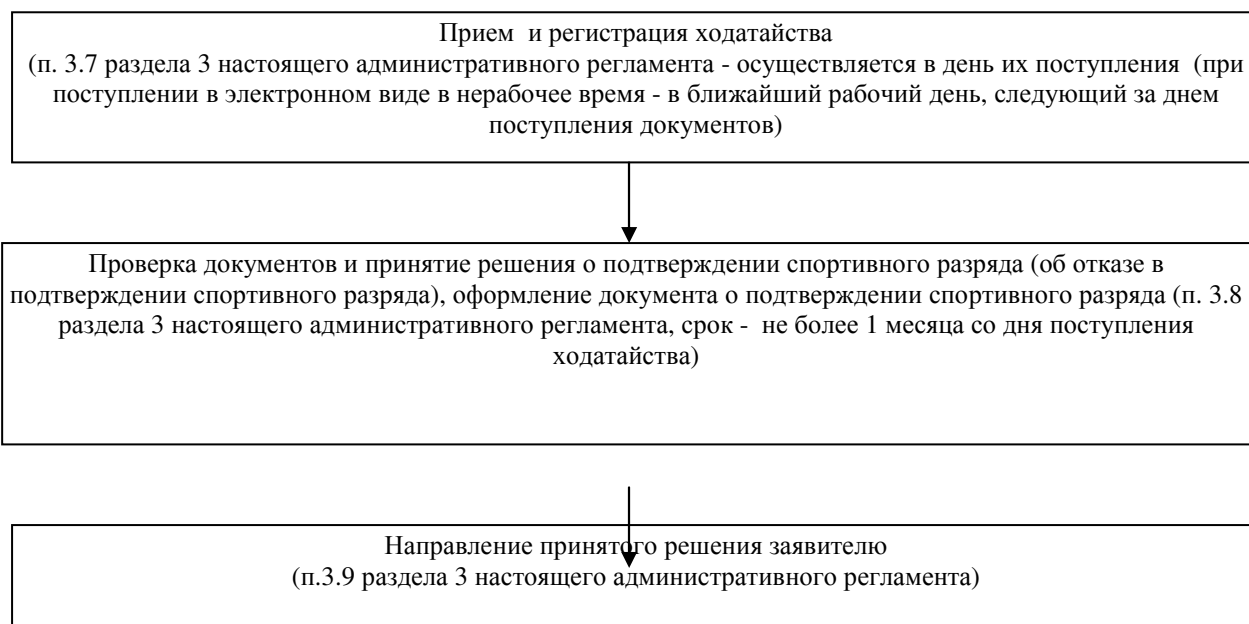 Прием и регистрация ходатайства
(п. 3.7 раздела 3 настоящего административного регламента - осуществляется в день их поступления (при
поступлении в электронном виде в нерабочее время - в ближайший рабочий день, следующий за днем
поступления документов)
Проверка документов и принятие решения о подтверждении спортивного разряда (об отказе в
подтверждении спортивного разряда), оформление документа о подтверждении спортивного разряда (п. 3.8
раздела 3 настоящего административного регламента, срок - не более 1 месяца со дня поступления
ходатайства)
Направление принятого решения заявителю
(п.3.9 раздела 3 настоящего административного регламента)